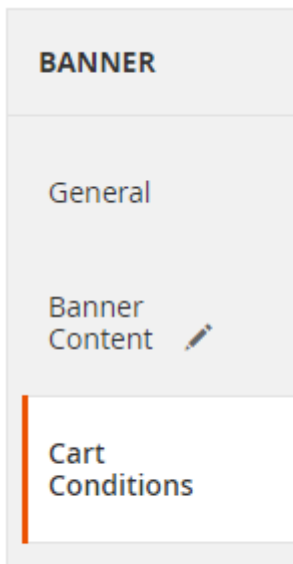 BANNER
General
Banner
Content
Cart
Conditions